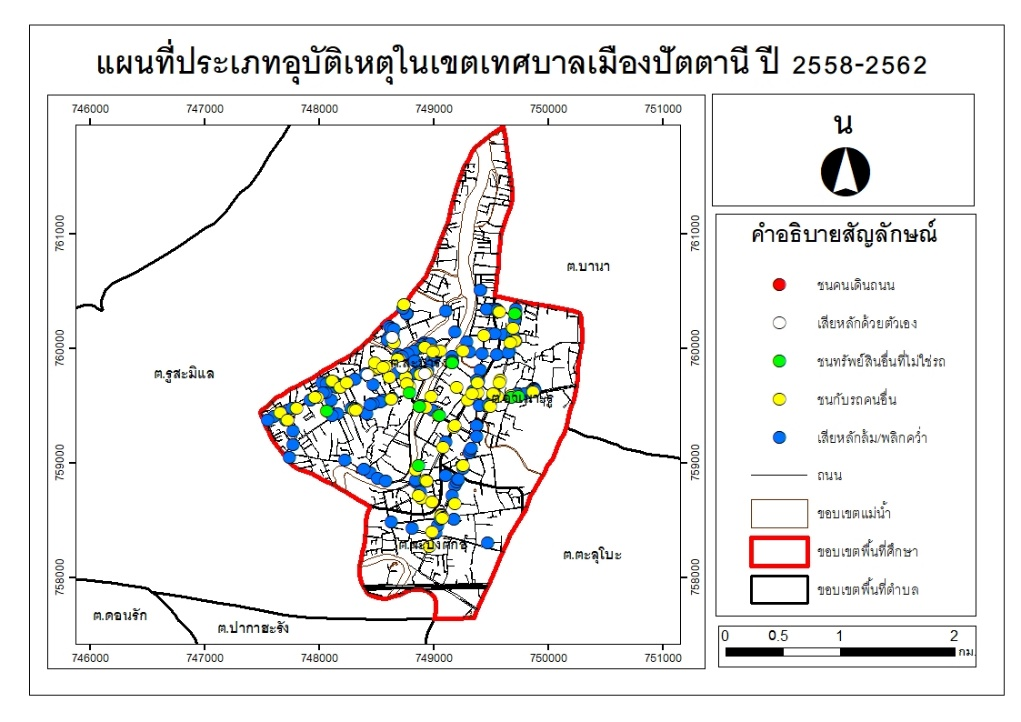 แผนที่ประเภทอุบัติเหตุในเขตเทศบาลเมืองปัตตานี ปี 2558-2562
746000 747000 748000 749000 750000 751000
น
761000 761000
คำอธิบายสัญลักษณ์
ต.บานา
ชนคนเดินถนน
เสียหลักด้วยตัวเอง
760000 760000
ต.รูสะมิแล
ชนทรัพย์สินอื่นที่ไม่ใช่รถ
ชนกับรถคนอื่น
เสียหลักล้ม/พลิกคว่ำ
759000 759000
ถนน
ขอบเขตแม่น้ำ
ขอบเขตพื้นที่ศึกษา
ต.ตะลุโบะ
758000 758000
ขอบเขตพื้นที่ตำบล
ต.ดอนรัก
ต.ปากาฮะรัง
0 0.5 1 2
กม.
746000 747000 748000 749000 750000 751000